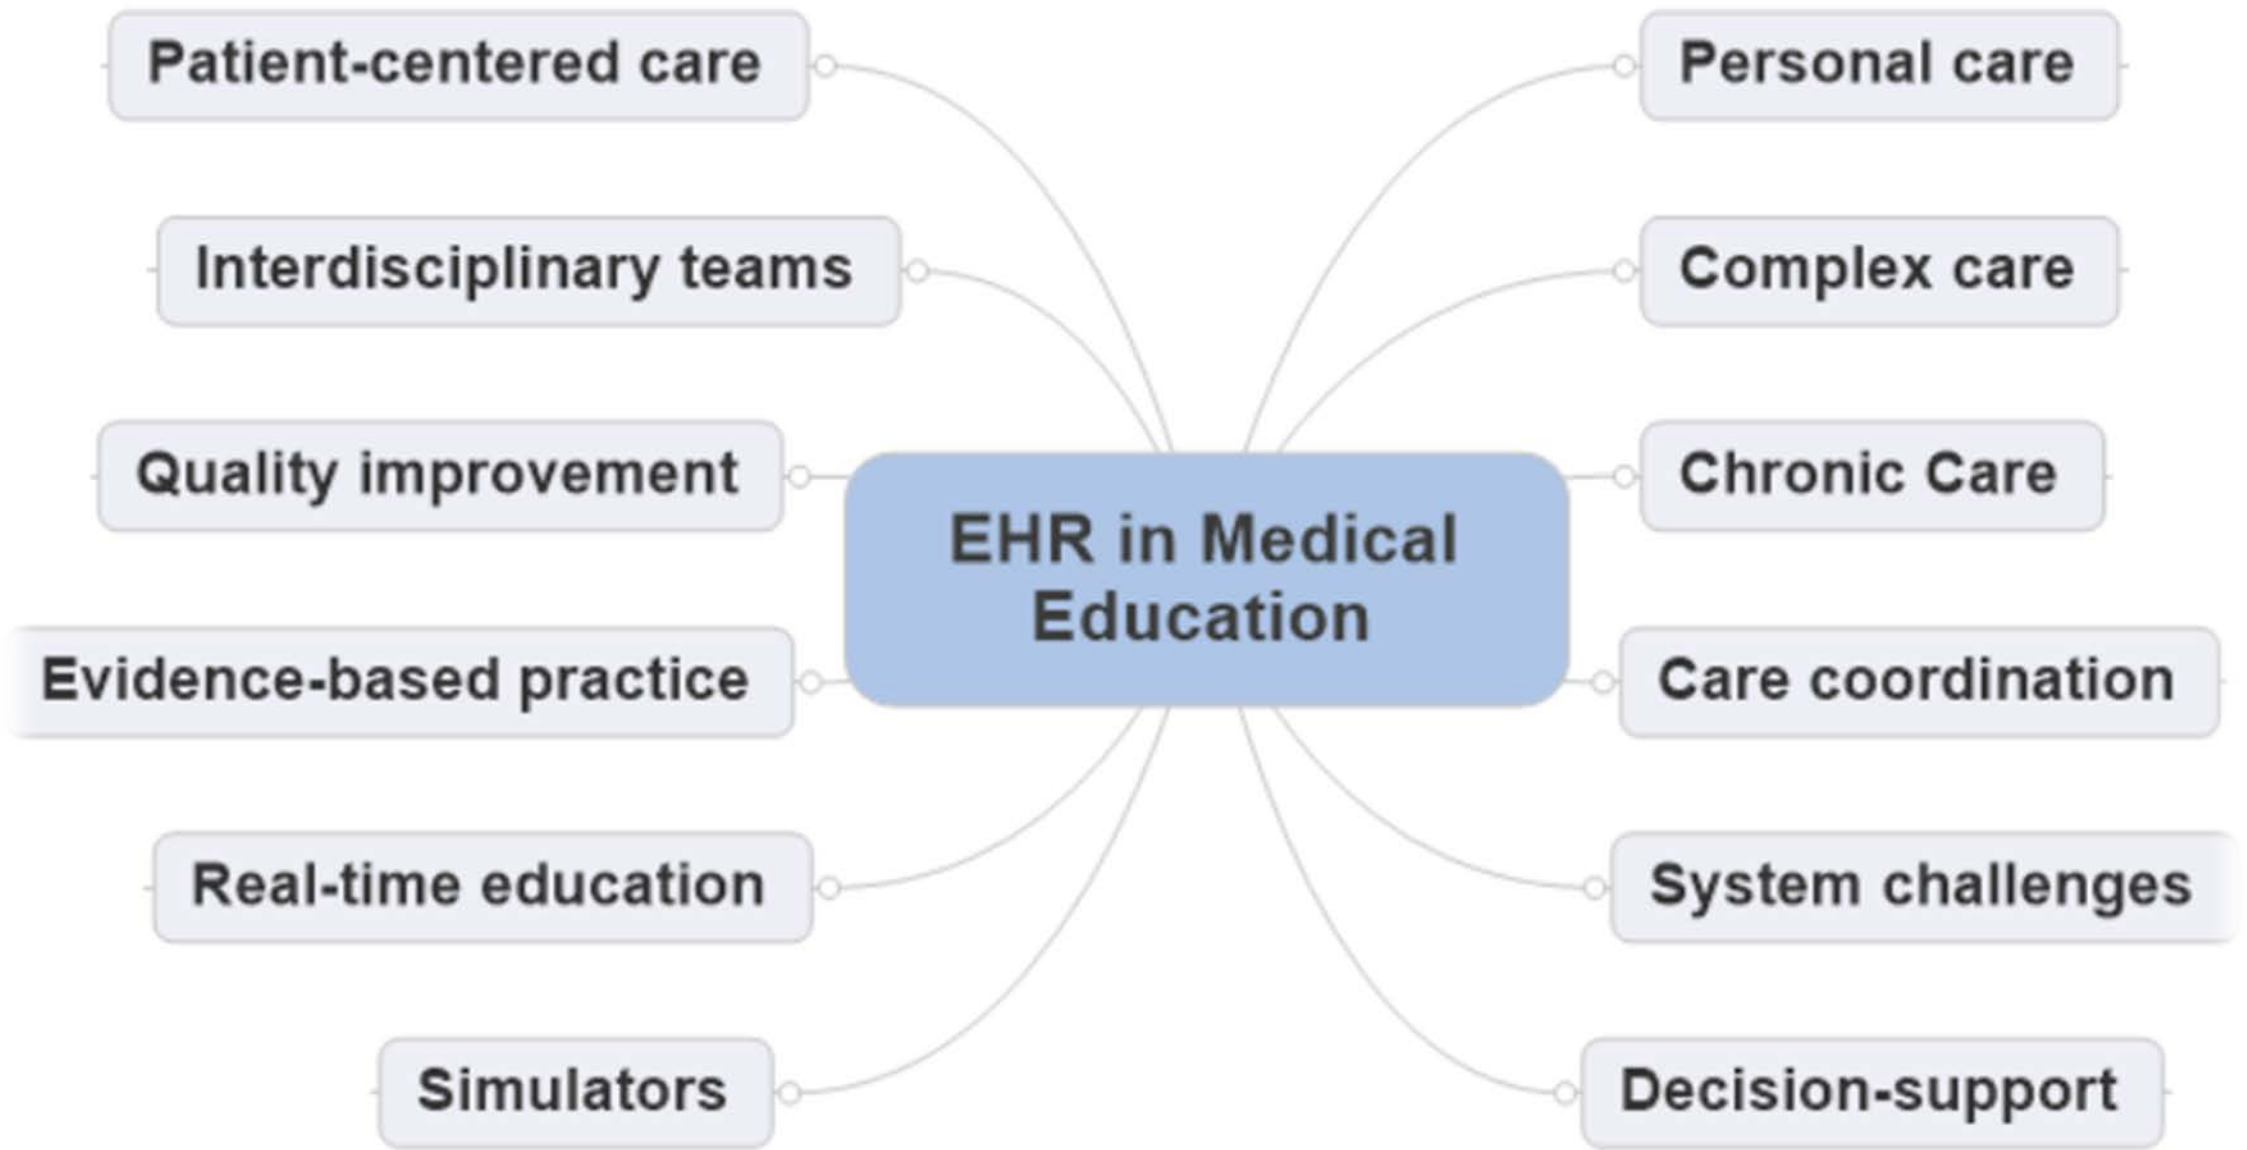 Patient-centered care
Interdisciplinary teams
Quality improvement
Evidence-based practice
Real-time education
Simulators
EHR in Medical
Education
Personal care
Complex care
Chronic Care
Care coordination
System challenges
Decision-support